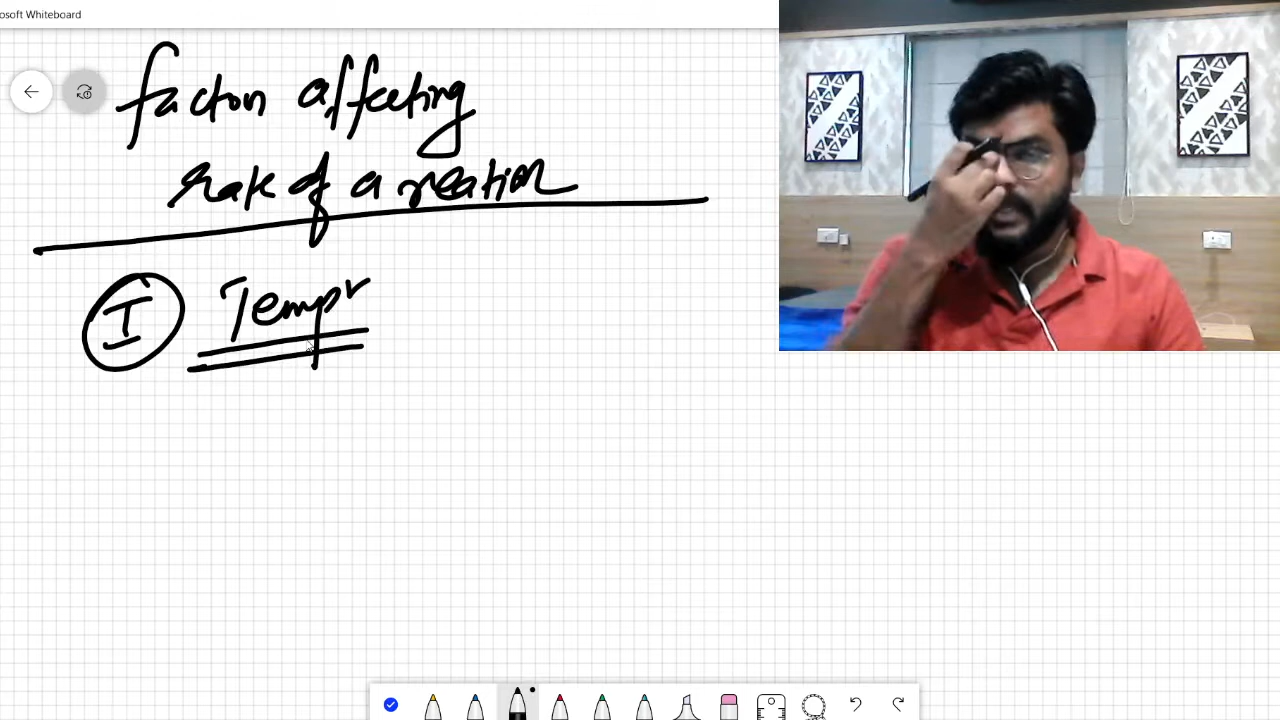 osoft Whiteboard
factors affecting
rate of a reaction
I Tempr